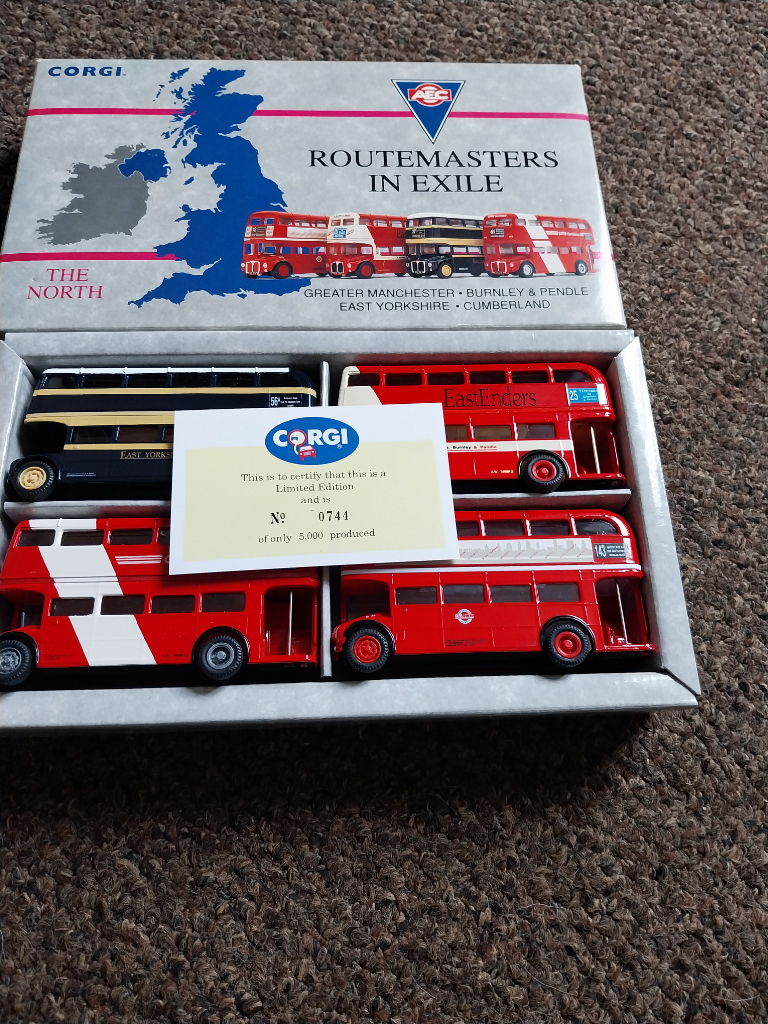 CORGI
AEC
ROUTEMASTERS
IN EXILE
THE
NORTH
GREATER MANCHESTER • BURNLEY & PENDLE
EAST YORKSHIRE • CUMBERLAND
56A
EAST YORKS
EastEnders
25
Burnley & Pendle
CORGI
This is to certify that this is a
Limited Edition
and is
Nº 0744
of only 5,000 produced
143